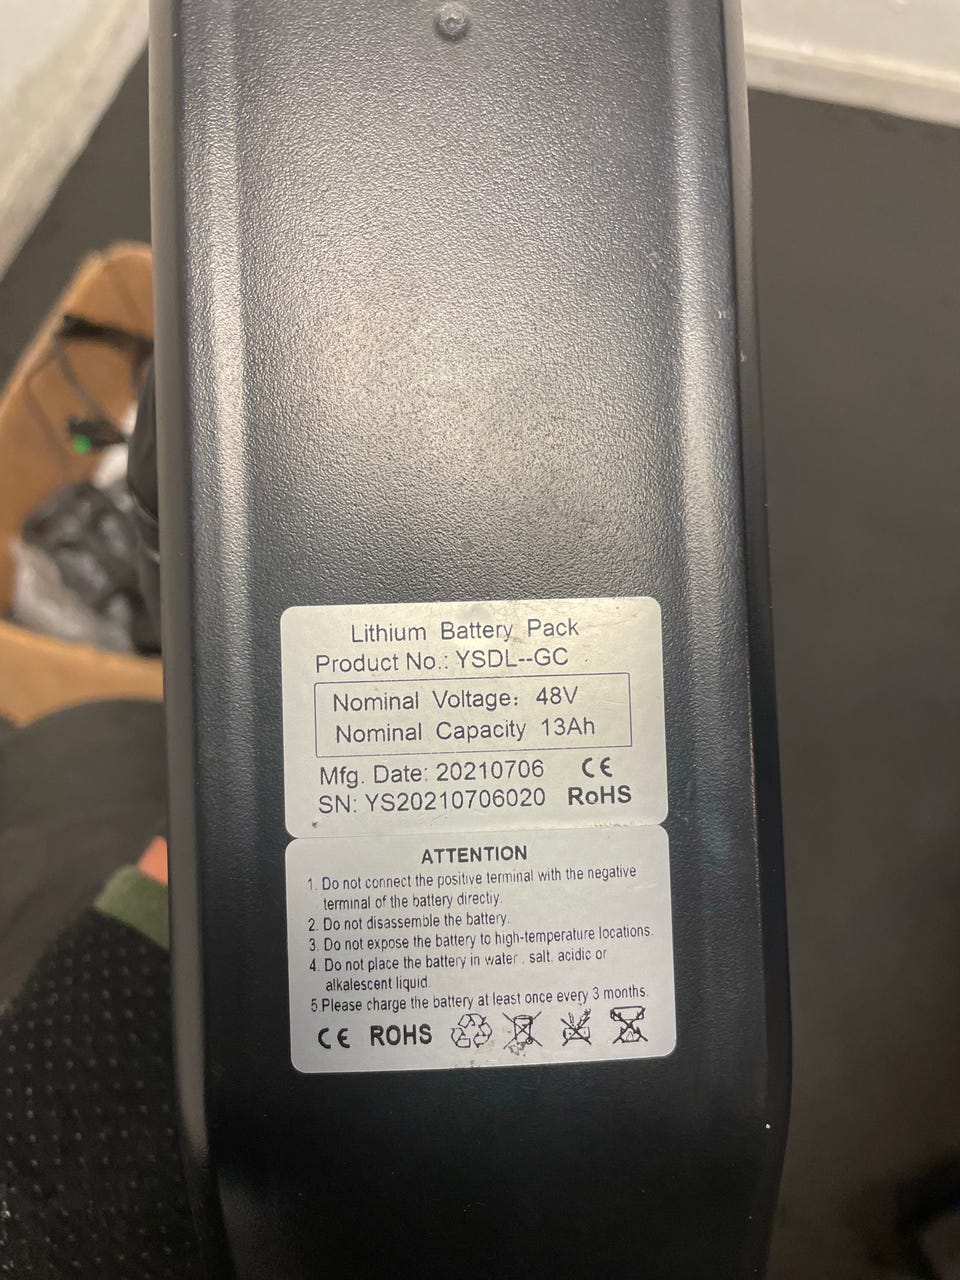 Lithium Battery Pack
Product No.: YSDL--GC
Nominal Voltage: 48V
Nominal Capacity 13Ah
Mfg. Date: 20210706 CE
SN: YS20210706020 RoHS
ATTENTION
1. Do not connect the positive terminal with the negative
terminal of the battery directiy.
2. Do not disassemble the battery.
3. Do not expose the battery to high-temperature locations.
4. Do not place the battery in water , salt, acidic or
alkalescent liquid.
5.Please charge the battery at least once every 3 months.
CE ROHS